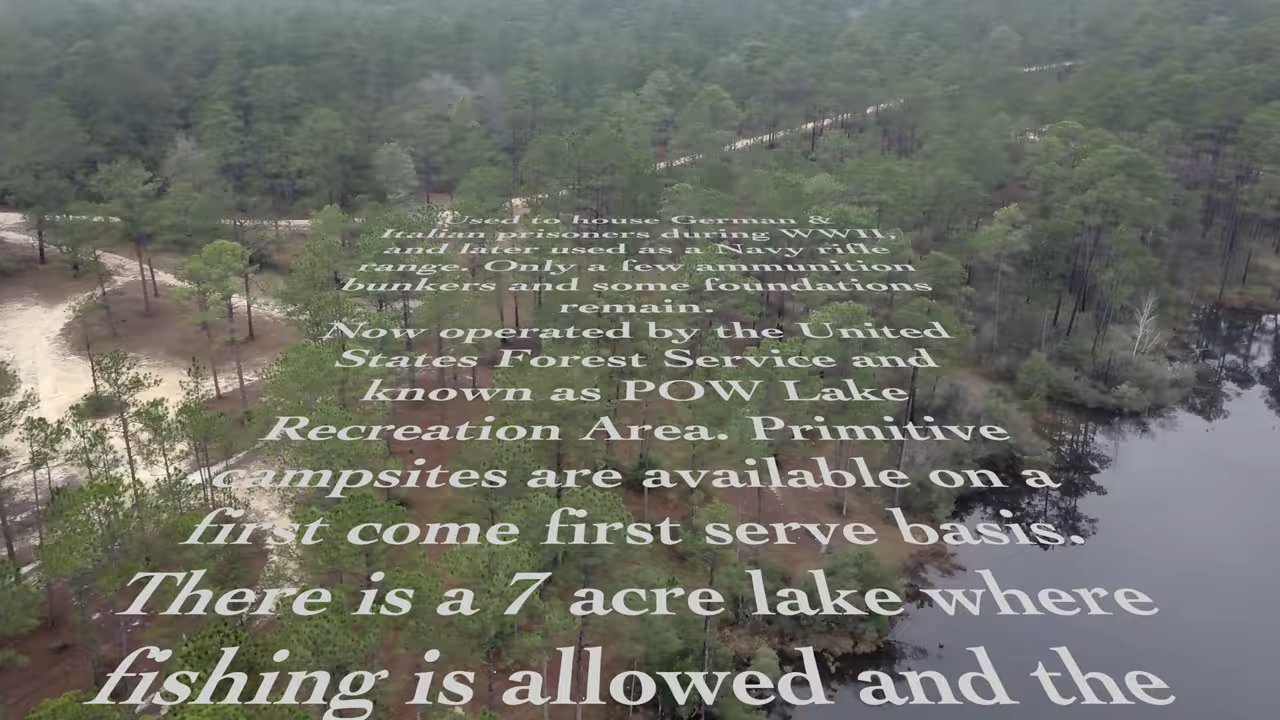 Used to house German &
Italian prisoners during WWII,
and later used as a Navy rifle
range. Only a few ammunition
bunkers and some foundations
remain.
Now operated by the United
States Forest Service and
known as POW Lake
Recreation Area. Primitive
campsites are available on a
first come first serve basis.
There is a 7 acre lake where
fishing is allowed and the